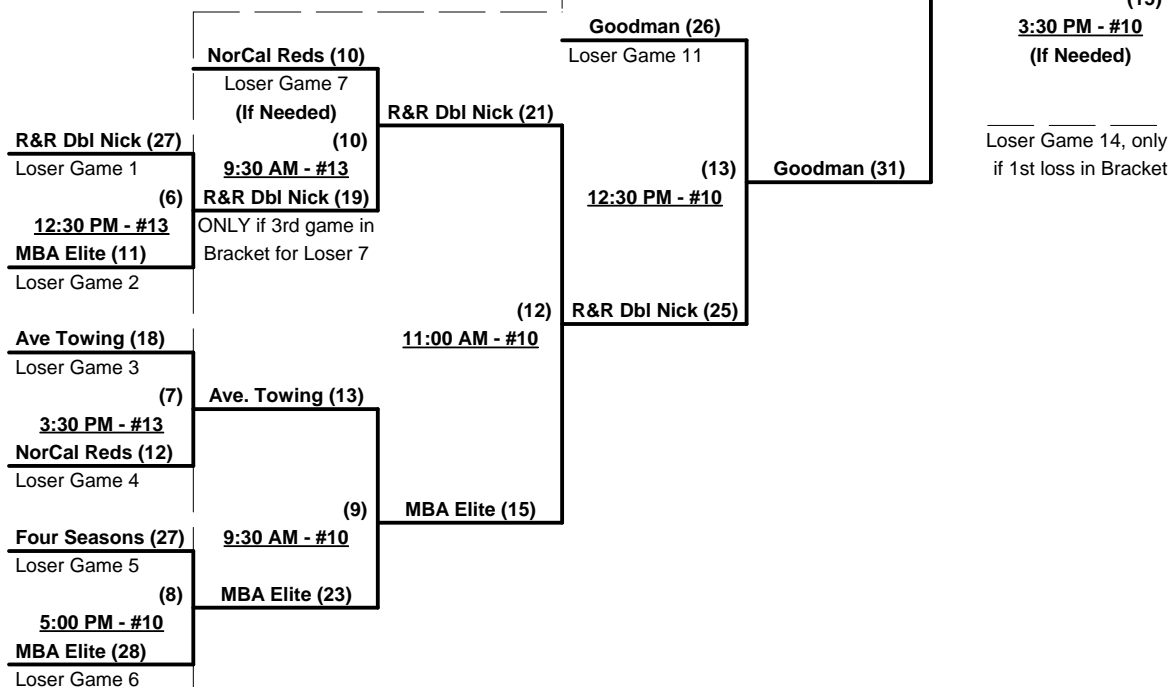 (15)
3:30 PM - #10
(If Needed)
Loser Game 14, only
if 1st loss in Bracket
Goodman (26)
Loser Game 11
NorCal Reds (10)
Loser Game 7
(If Needed)
(10)
9:30 AM - #13
R&R Dbl Nick (21)
R&R Dbl Nick (27)
Loser Game 1
(6)
12:30 PM - #13
R&R Dbl Nick (19)
ONLY if 3rd game in
Bracket for Loser 7
MBA Elite (11)
Loser Game 2
(13)
12:30 PM - #10
Goodman (31)
(12)
11:00 AM - #10
R&R Dbl Nick (25)
Ave Towing (18)
Loser Game 3
(7)
3:30 PM - #13
Ave. Towing (13)
NorCal Reds (12)
Loser Game 4
(9)
9:30 AM - #10
MBA Elite (15)
Four Seasons (27)
Loser Game 5
(8)
5:00 PM - #10
MBA Elite (23)
MBA Elite (28)
Loser Game 6